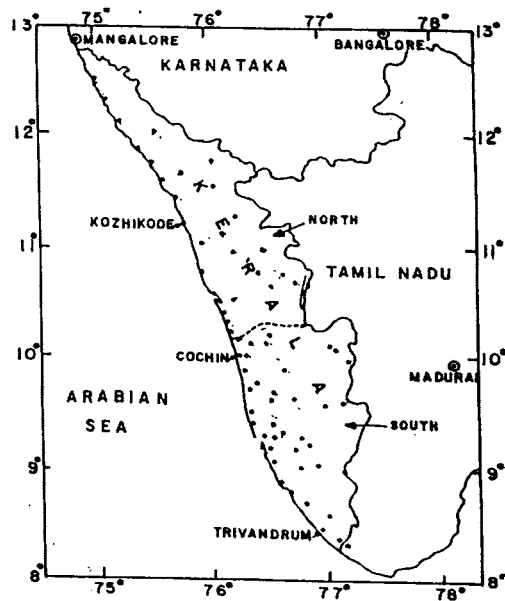 75° 76° 77° 78°
13° MANGALORE BANGALORE 13°
KARNATAKA
12° 12°
KERALA
NORTH
KOZHIKODE
11° 11°
TAMIL NADU
10° 10°
COCHIN
MADURAI
ARABIAN
SEA
SOUTH
9° 9°
TRIVANDRUM
8° 8°
75° 76° 77° 78°